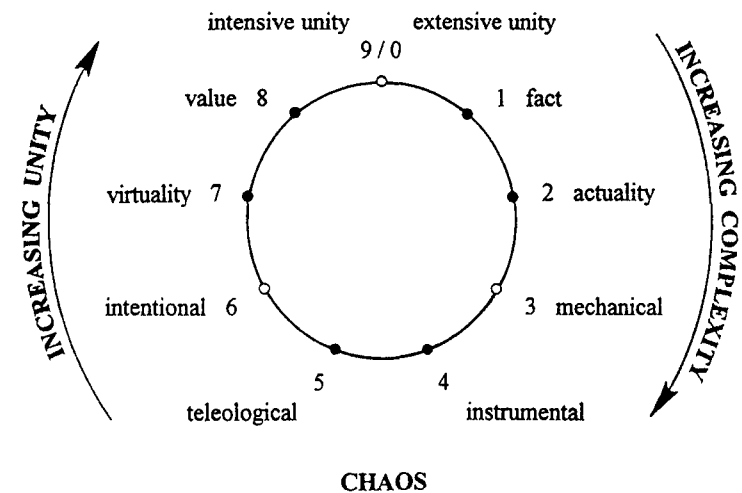 intensive unity extensive unity
9 / 0
value 8 1 fact
virtuality 7 2 actuality
intentional 6 3 mechanical
5 4
teleological instrumental
CHAOS
INCREASING UNITY
INCREASING COMPLEXITY